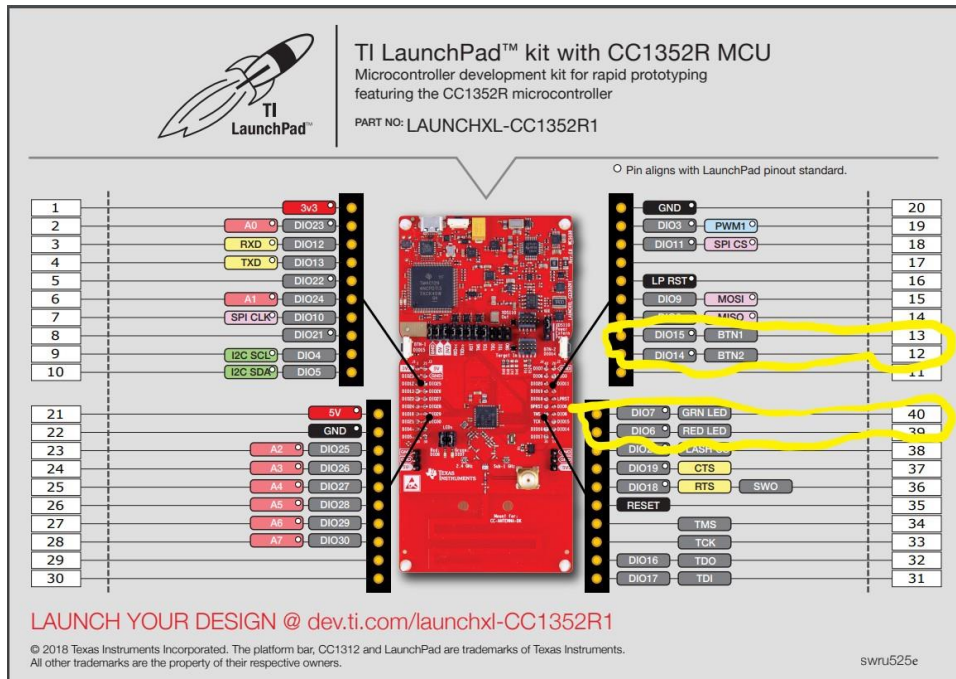 TI
LaunchPad™
TI LaunchPad™ kit with CC1352R MCU
Microcontroller development kit for rapid prototyping
featuring the CC1352R microcontroller
PART NO: LAUNCHXL-CC1352R1
Pin aligns with LaunchPad pinout standard.
1 3v3
2 A0 DIO23
3 RXD DIO12
4 TXD DIO13
5 DIO22
6 A1 DIO24
7 SPI CLK DIO10
8 DIO21
9 I2C SCL DIO4
10 I2C SDA DIO5
GND 20
DIO3 PWM1 19
DIO11 SPI CS 18
17
LP RST 16
DIO9 MOSI 15
MISO 14
DIO15 BTN1 13
DIO14 BTN2 12
11
21 5V
22 GND
23 A2 DIO25
24 A3 DIO26
25 A4 DIO27
26 A5 DIO28
27 A6 DIO29
28 A7 DIO30
29
30
DIO7 GRN LED 40
DIO6 RED LED 39
38
DIO19 CTS 37
DIO18 RTS SWO 36
RESET 35
TMS 34
TCK 33
DIO16 TDO 32
DIO17 TDI 31
TEXAS
INSTRUMENTS
LAUNCH YOUR DESIGN @ dev.ti.com/launchxl-CC1352R1
© 2018 Texas Instruments Incorporated. The platform bar, CC1312 and LaunchPad are trademarks of Texas Instruments.
All other trademarks are the property of their respective owners.
swru525e